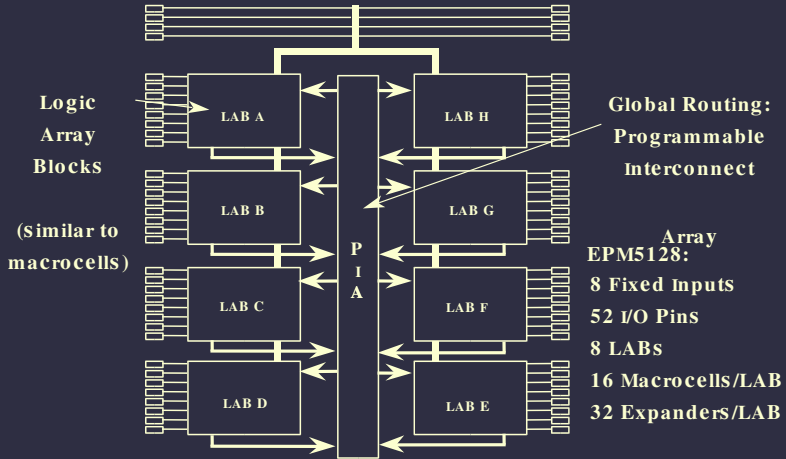 Logic
Array
Blocks
(similar to
macrocells)
LAB A
LAB B
LAB C
LAB D
P
I
A
LAB H
LAB G
LAB F
LAB E
Global Routing:
Programmable
Interconnect
Array
EPM5128:
8 Fixed Inputs
52 I/O Pins
8 LABs
16 Macrocells/LAB
32 Expanders/LAB